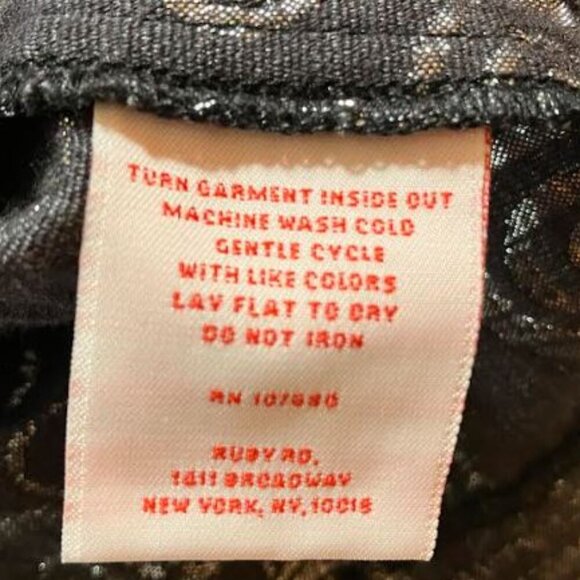 TURN GARMENT INSIDE OUT
MACHINE WASH COLD
GENTLE CYCLE
WITH LIKE COLORS
LAY FLAT TO DRY
DO NOT IRON
RN
RUBY RD.
1411 BROADWAY
NEW YORK, NY, 10018